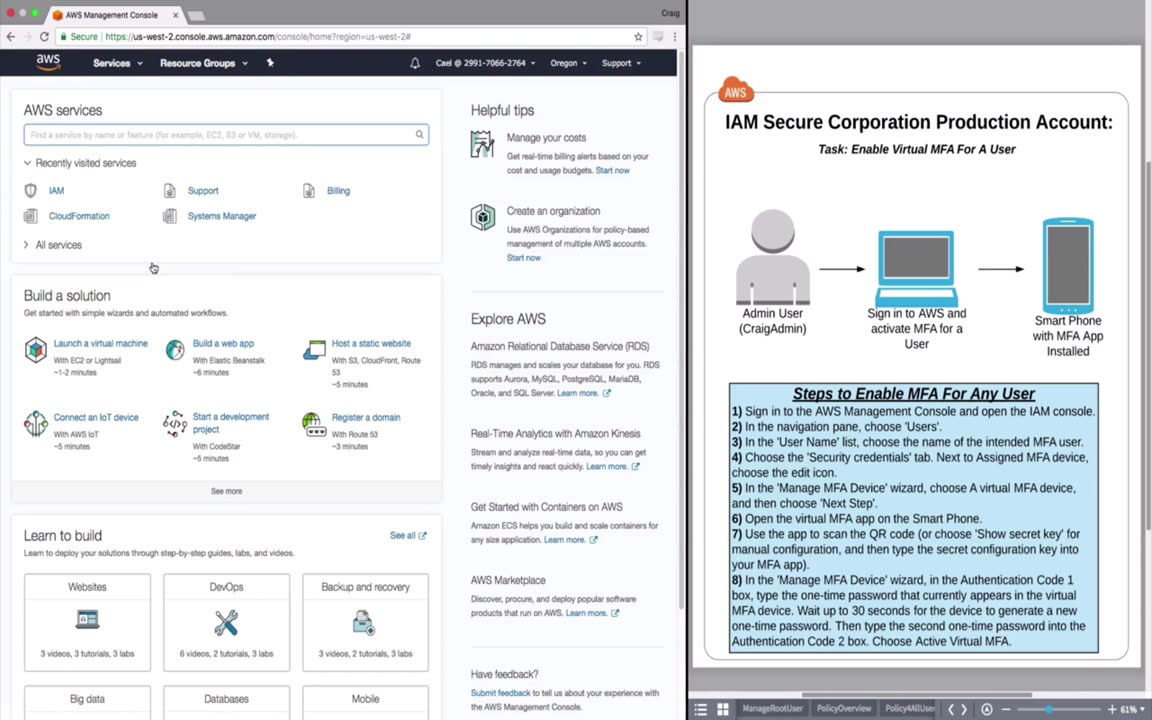 AWS Management Console
Craig
Secure | https://us-west-2.console.aws.amazon.com/console/home?region=us-west-2#
aws Services Resource Groups Cael @ 2991-7066-2764 Oregon Support
AWS services
Find a service by name or feature (for example, EC2, S3 or VM, storage).
Recently visited services
IAM Support Billing
CloudFormation Systems Manager
All services
Build a solution
Get started with simple wizards and automated workflows.
Launch a virtual machine
With EC2 or Lightsail
~1-2 minutes
Build a web app
With Elastic Beanstalk
~6 minutes
Host a static website
With S3, CloudFront, Route
53
~5 minutes
Connect an IoT device
With AWS IoT
~5 minutes
Start a development
project
With CodeStar
~5 minutes
Register a domain
With Route 53
~3 minutes
See more
Learn to build
See all
Learn to deploy your solutions through step-by-step guides, labs, and videos.
Websites
3 videos, 3 tutorials, 3 labs
DevOps
6 videos, 2 tutorials, 3 labs
Backup and recovery
3 videos, 2 tutorials, 3 labs
Big data
Databases
Mobile
Helpful tips
Manage your costs
Get real-time billing alerts based on your
cost and usage budgets. Start now
Create an organization
Use AWS Organizations for policy-based
management of multiple AWS accounts.
Start now
Explore AWS
Amazon Relational Database Service (RDS)
RDS manages and scales your database for you. RDS
supports Aurora, MySQL, PostgreSQL, MariaDB,
Oracle, and SQL Server. Learn more.
Real-Time Analytics with Amazon Kinesis
Stream and analyze real-time data, so you can get
timely insights and react quickly. Learn more.
Get Started with Containers on AWS
Amazon ECS helps you build and scale containers for
any size application. Learn more.
AWS Marketplace
Discover, procure, and deploy popular software
products that run on AWS. Learn more.
Have feedback?
Submit feedback to tell us about your experience with
the AWS Management Console.
AWS
IAM Secure Corporation Production Account:
Task: Enable Virtual MFA For A User
Admin User
(CraigAdmin)
Sign in to AWS and
activate MFA for a
User
Smart Phone
with MFA App
Installed
Steps to Enable MFA For Any User
1) Sign in to the AWS Management Console and open the IAM console.
2) In the navigation pane, choose 'Users'.
3) In the 'User Name' list, choose the name of the intended MFA user.
4) Choose the 'Security credentials' tab. Next to Assigned MFA device,
choose the edit icon.
5) In the 'Manage MFA Device' wizard, choose A virtual MFA device,
and then choose 'Next Step'.
6) Open the virtual MFA app on the Smart Phone.
7) Use the app to scan the QR code (or choose 'Show secret key' for
manual configuration, and then type the secret configuration key into
your MFA app).
8) In the 'Manage MFA Device' wizard, in the Authentication Code 1
box, type the one-time password that currently appears in the virtual
MFA device. Wait up to 30 seconds for the device to generate a new
one-time password. Then type the second one-time password into the
Authentication Code 2 box. Choose Active Virtual MFA.
ManageRootUser PolicyOverview Policy4AllUse 61%